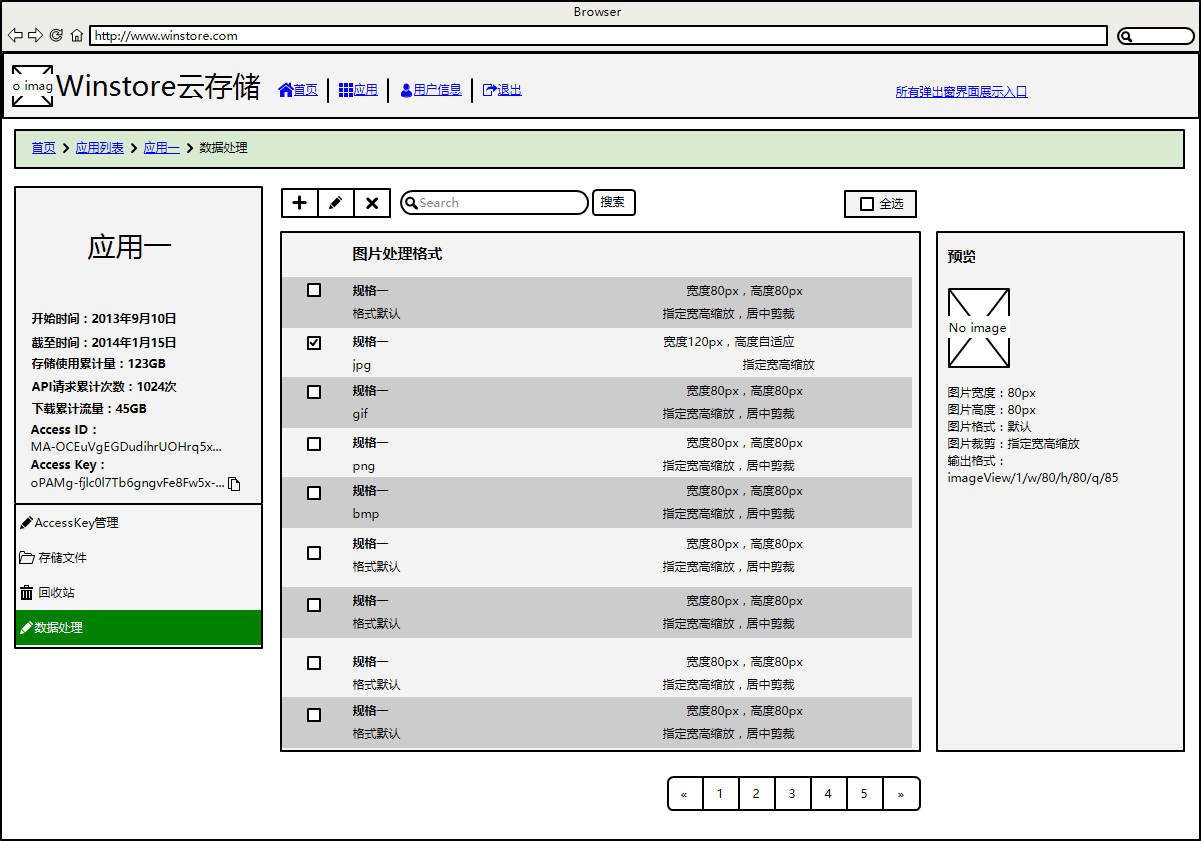 Browser
http://www.winstore.com
o imag
Winstore云存储
首页
应用
用户信息
退出
所有弹出窗界面展示入口
首页 > 应用列表 > 应用一 > 数据处理
应用一
开始时间：2013年9月10日
截至时间：2014年1月15日
存储使用累计量：123GB
API请求累计次数：1024次
下载累计流量：45GB
Access ID：
MA-OCEuVgEGDudihrUOHrq5x...
Access Key：
oPAMg-fjlc0l7Tb6gngvFe8Fw5x-...
AccessKey管理
存储文件
回收站
数据处理
Search
搜索
全选
图片处理格式
规格一 宽度80px，高度80px
格式默认 指定宽高缩放，居中剪裁
规格一 宽度120px，高度自适应
jpg 指定宽高缩放
规格一 宽度80px，高度80px
gif 指定宽高缩放，居中剪裁
规格一 宽度80px，高度80px
png 指定宽高缩放，居中剪裁
规格一 宽度80px，高度80px
bmp 指定宽高缩放，居中剪裁
规格一 宽度80px，高度80px
格式默认 指定宽高缩放，居中剪裁
规格一 宽度80px，高度80px
格式默认 指定宽高缩放，居中剪裁
规格一 宽度80px，高度80px
格式默认 指定宽高缩放，居中剪裁
规格一 宽度80px，高度80px
格式默认 指定宽高缩放，居中剪裁
预览
No image
图片宽度：80px
图片高度：80px
图片格式：默认
图片裁剪：指定宽高缩放
输出格式：
imageView/1/w/80/h/80/q/85
« 1 2 3 4 5 »